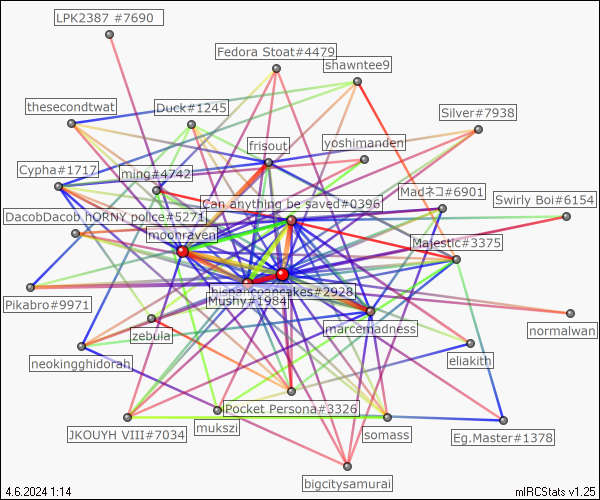 LPK2387 #7690
Fedora Stoat#4479
shawntee9
thesecondtwat
Duck#1245
Silver#7938
frisout
yoshimanden
Cypha#1717
ming#4742
Madネコ#6901
Can anything be saved#0396
Swirly Boi#6154
DacobDacob hORNY police#5271
moonraven
Majestic#3375
hispancpancakes#2928
Mushy#1984
Pikabro#9971
marcemadness
normalwan
zebula
neokingghidorah
eliakith
Pocket Persona#3326
mukszi
JKOUYH VIII#7034
somass
Eg.Master#1378
bigcitysamurai
4.6.2024 1:14
mIRCStats v1.25